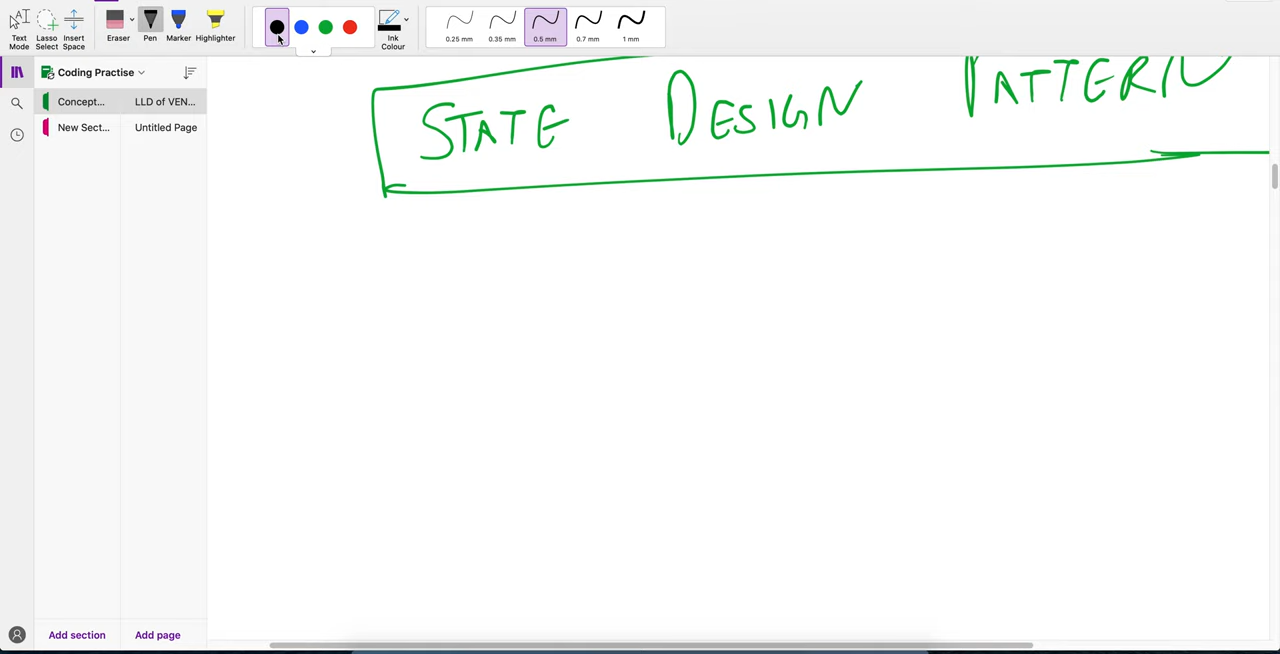 Text Mode
Lasso Select
Insert Space
Eraser
Pen
Marker
Highlighter
Ink Colour
0.25 mm
0.35 mm
0.5 mm
0.7 mm
1 mm
Coding Practise
Concept... LLD of VEN...
New Sect... Untitled Page
STATE DESIGN PATTERN
Add section Add page